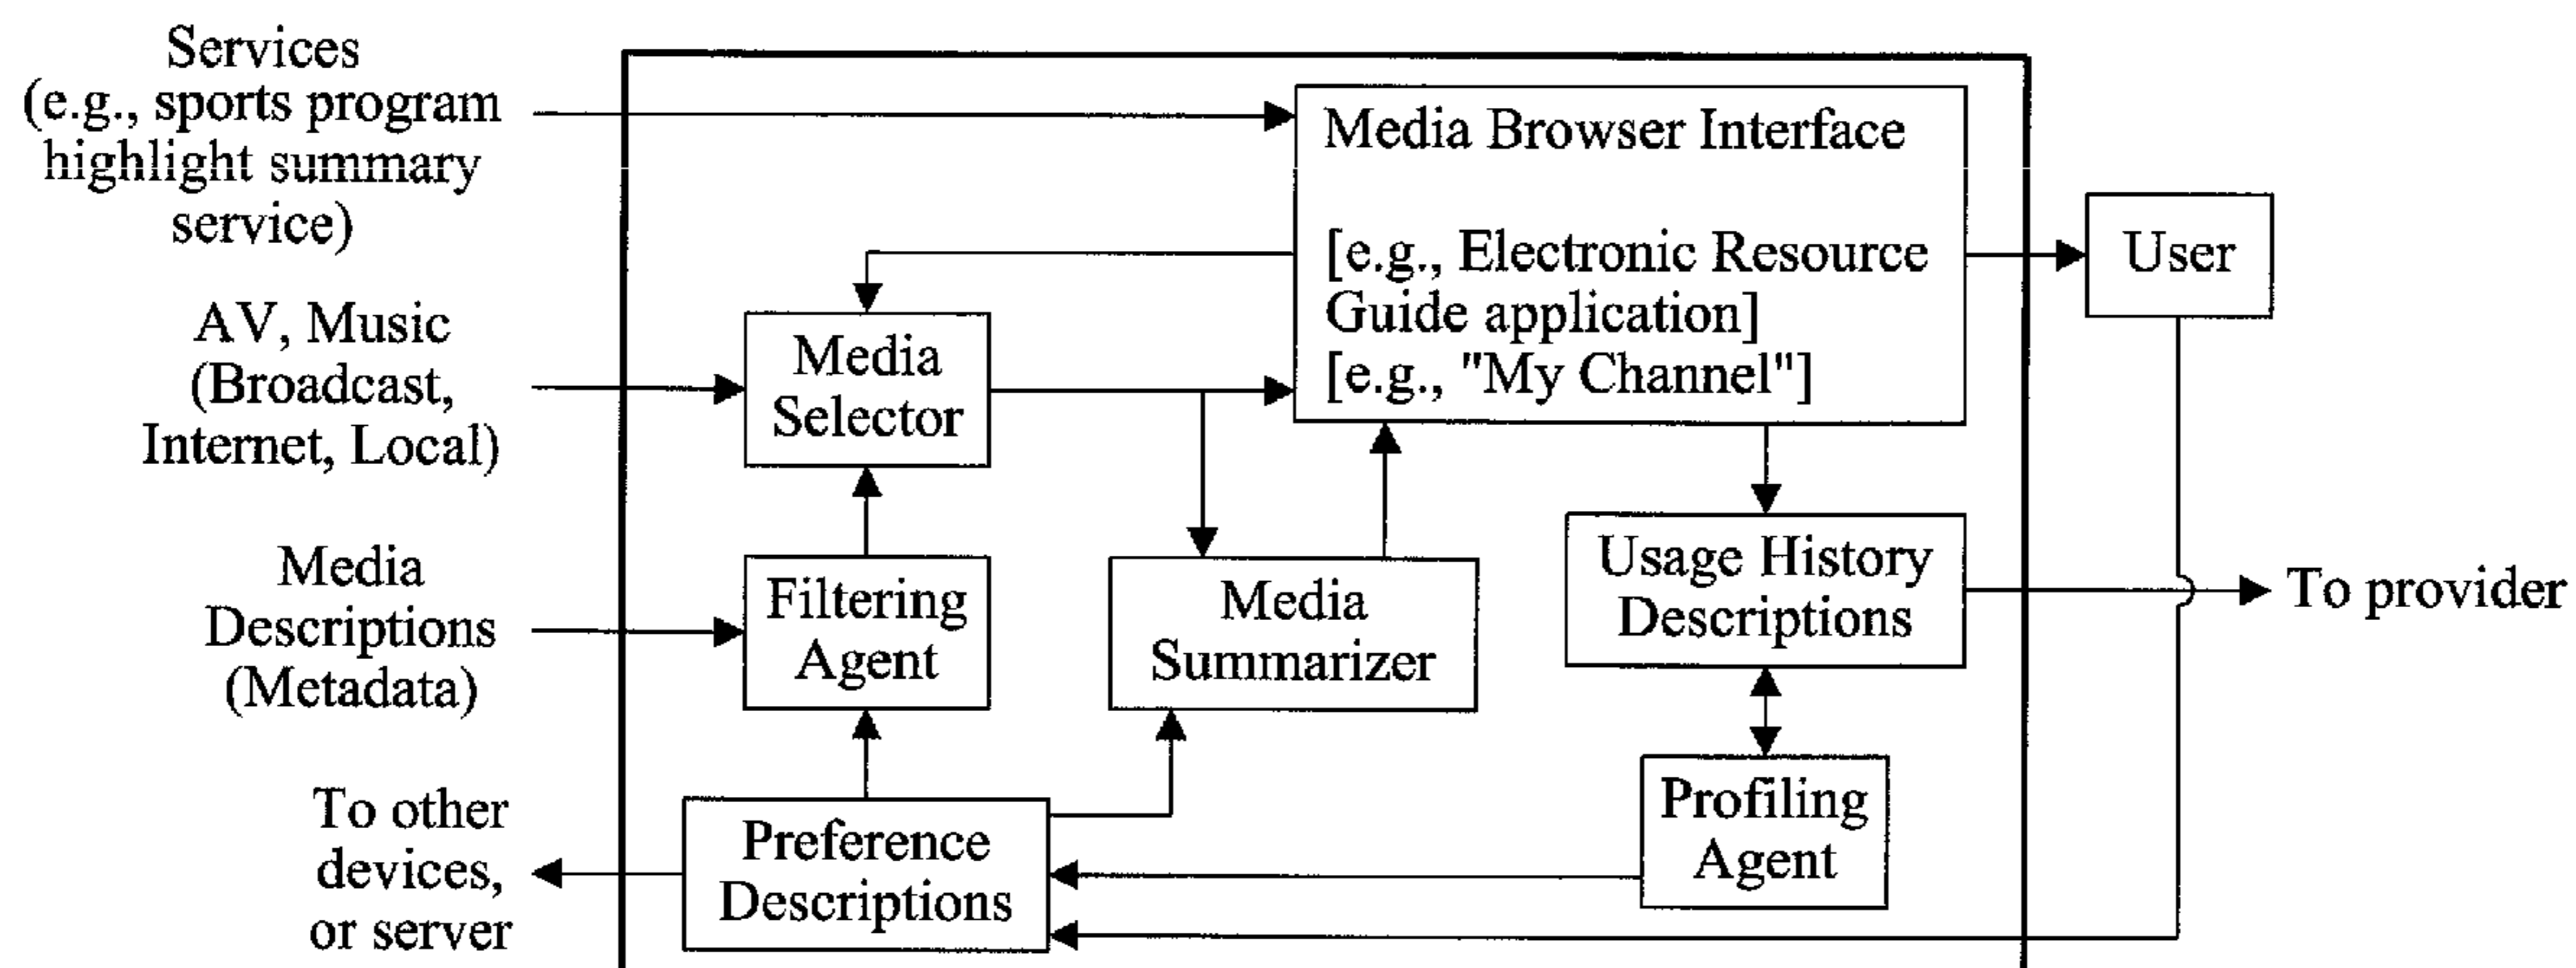 Services
(e.g., sports program
highlight summary
service)
Media Browser Interface
[e.g., Electronic Resource
Guide application]
[e.g., "My Channel"]
User
AV, Music
(Broadcast,
Internet, Local)
Media
Selector
Media
Descriptions
(Metadata)
Filtering
Agent
Media
Summarizer
Usage History
Descriptions
To provider
To other
devices,
or server
Preference
Descriptions
Profiling
Agent